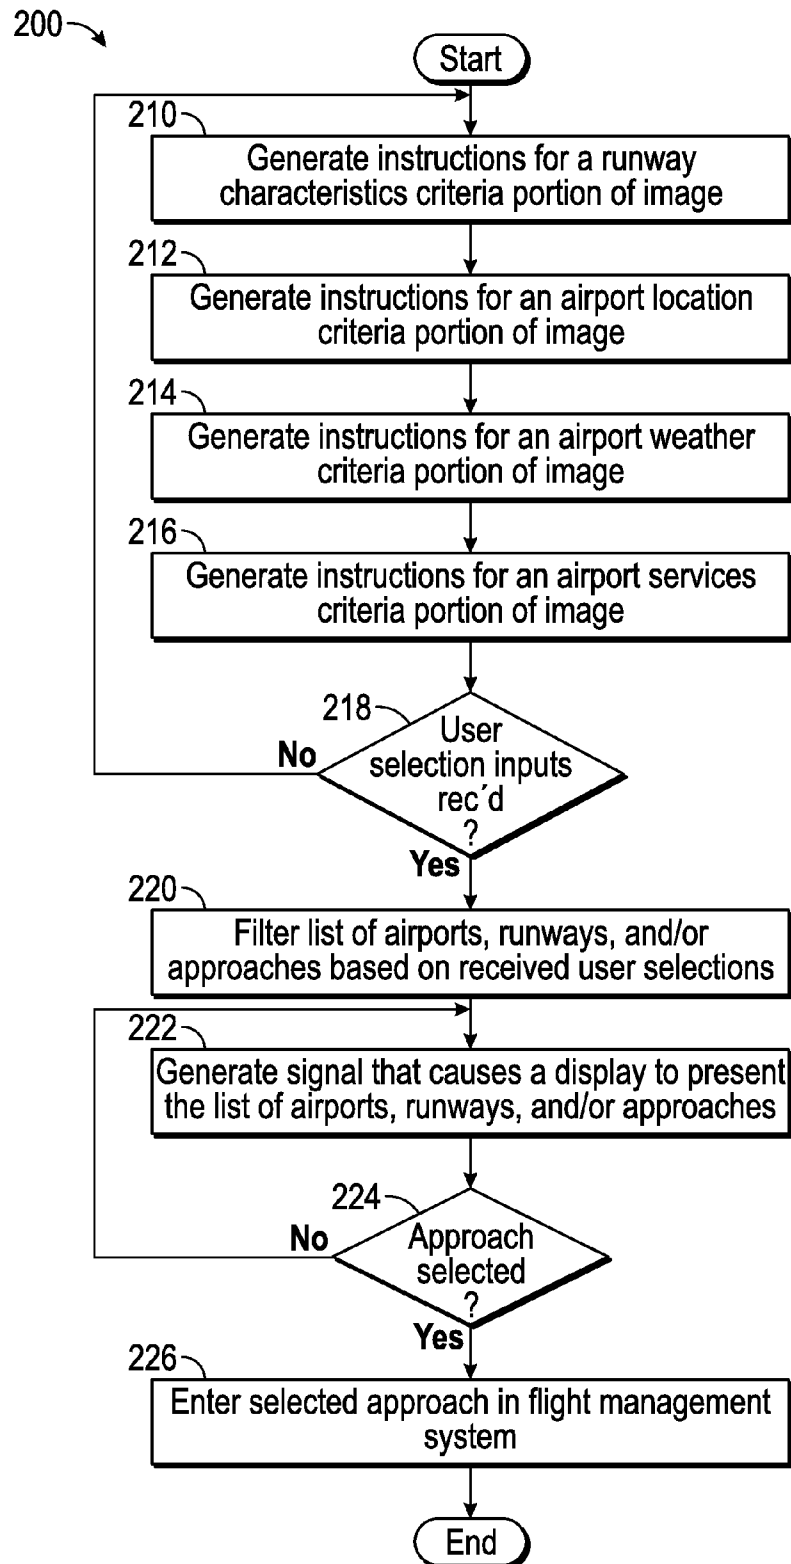 200
Start
210
Generate instructions for a runway
characteristics criteria portion of image
212
Generate instructions for an airport location
criteria portion of image
214
Generate instructions for an airport weather
criteria portion of image
216
Generate instructions for an airport services
criteria portion of image
218
User
selection inputs
rec´d
?
No
Yes
220
Filter list of airports, runways, and/or
approaches based on received user selections
222
Generate signal that causes a display to present
the list of airports, runways, and/or approaches
224
Approach
selected
?
No
Yes
226
Enter selected approach in flight management
system
End